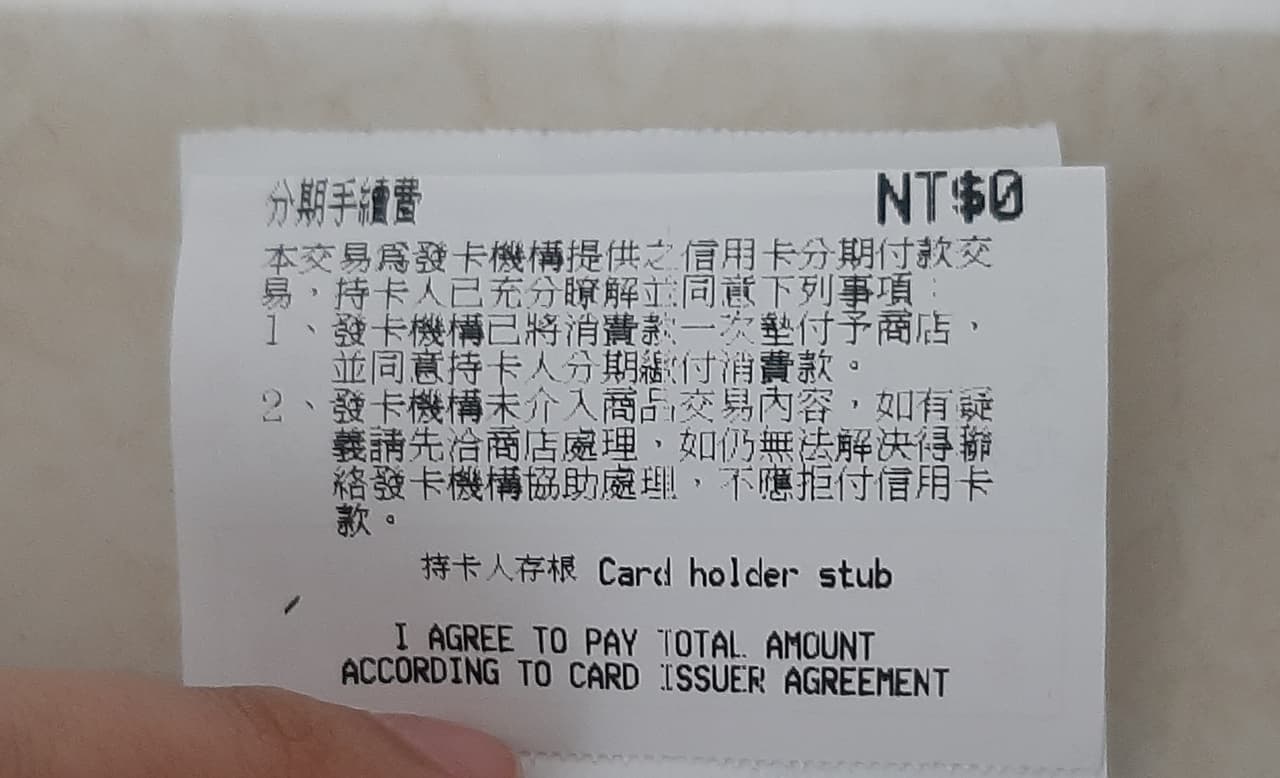 分期手續費 NT$0
本交易為發卡機構提供之信用卡分期付款交
易，持卡人已充分瞭解並同意下列事項：
1、發卡機構已將消費款一次墊付予商店，
並同意持卡人分期繳付消費款。
2、發卡機構未介入商品交易內容，如有疑
義請先洽商店處理，如仍無法解決得聯
絡發卡機構協助處理，不應拒付信用卡
款。
持卡人存根 Card holder stub
I AGREE TO PAY TOTAL AMOUNT
ACCORDING TO CARD ISSUER AGREEMENT